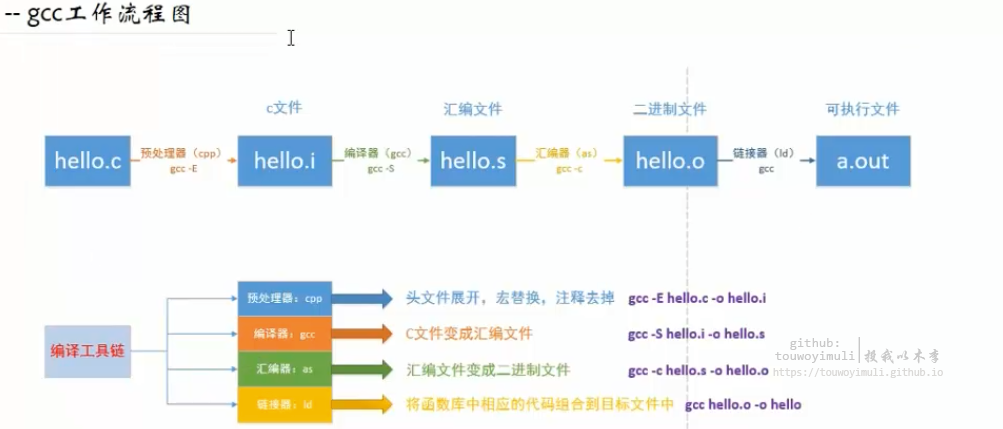 -- gcc工作流程图
c文件
汇编文件
二进制文件
可执行文件
hello.c
预处理器（cpp）
gcc -E
hello.i
编译器（gcc）
gcc -S
hello.s
汇编器（as）
gcc -c
hello.o
链接器（ld）
gcc
a.out
编译工具链
预处理器：cpp
头文件展开，宏替换，注释去掉
gcc -E hello.c -o hello.i
编译器：gcc
C文件变成汇编文件
gcc -S hello.i -o hello.s
汇编器：as
汇编文件变成二进制文件
gcc -c hello.s -o hello.o
链接器：ld
将函数库中相应的代码组合到目标文件中
gcc hello.o -o hello
github:
touwoyimuli
投我以木李
https://touwoyimuli.github.io